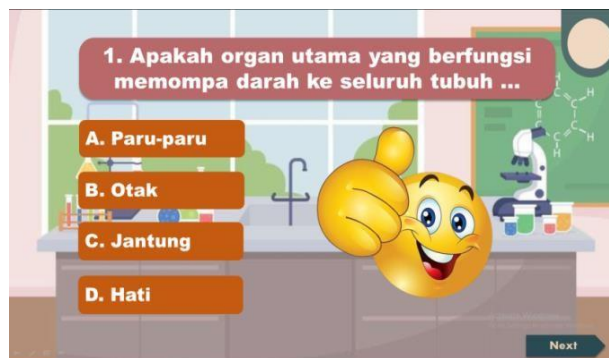 1. Apakah organ utama yang berfungsi
memompa darah ke seluruh tubuh ...
A. Paru-paru
B. Otak
C. Jantung
D. Hati
H
H
C
C
C
C
H
H
Next